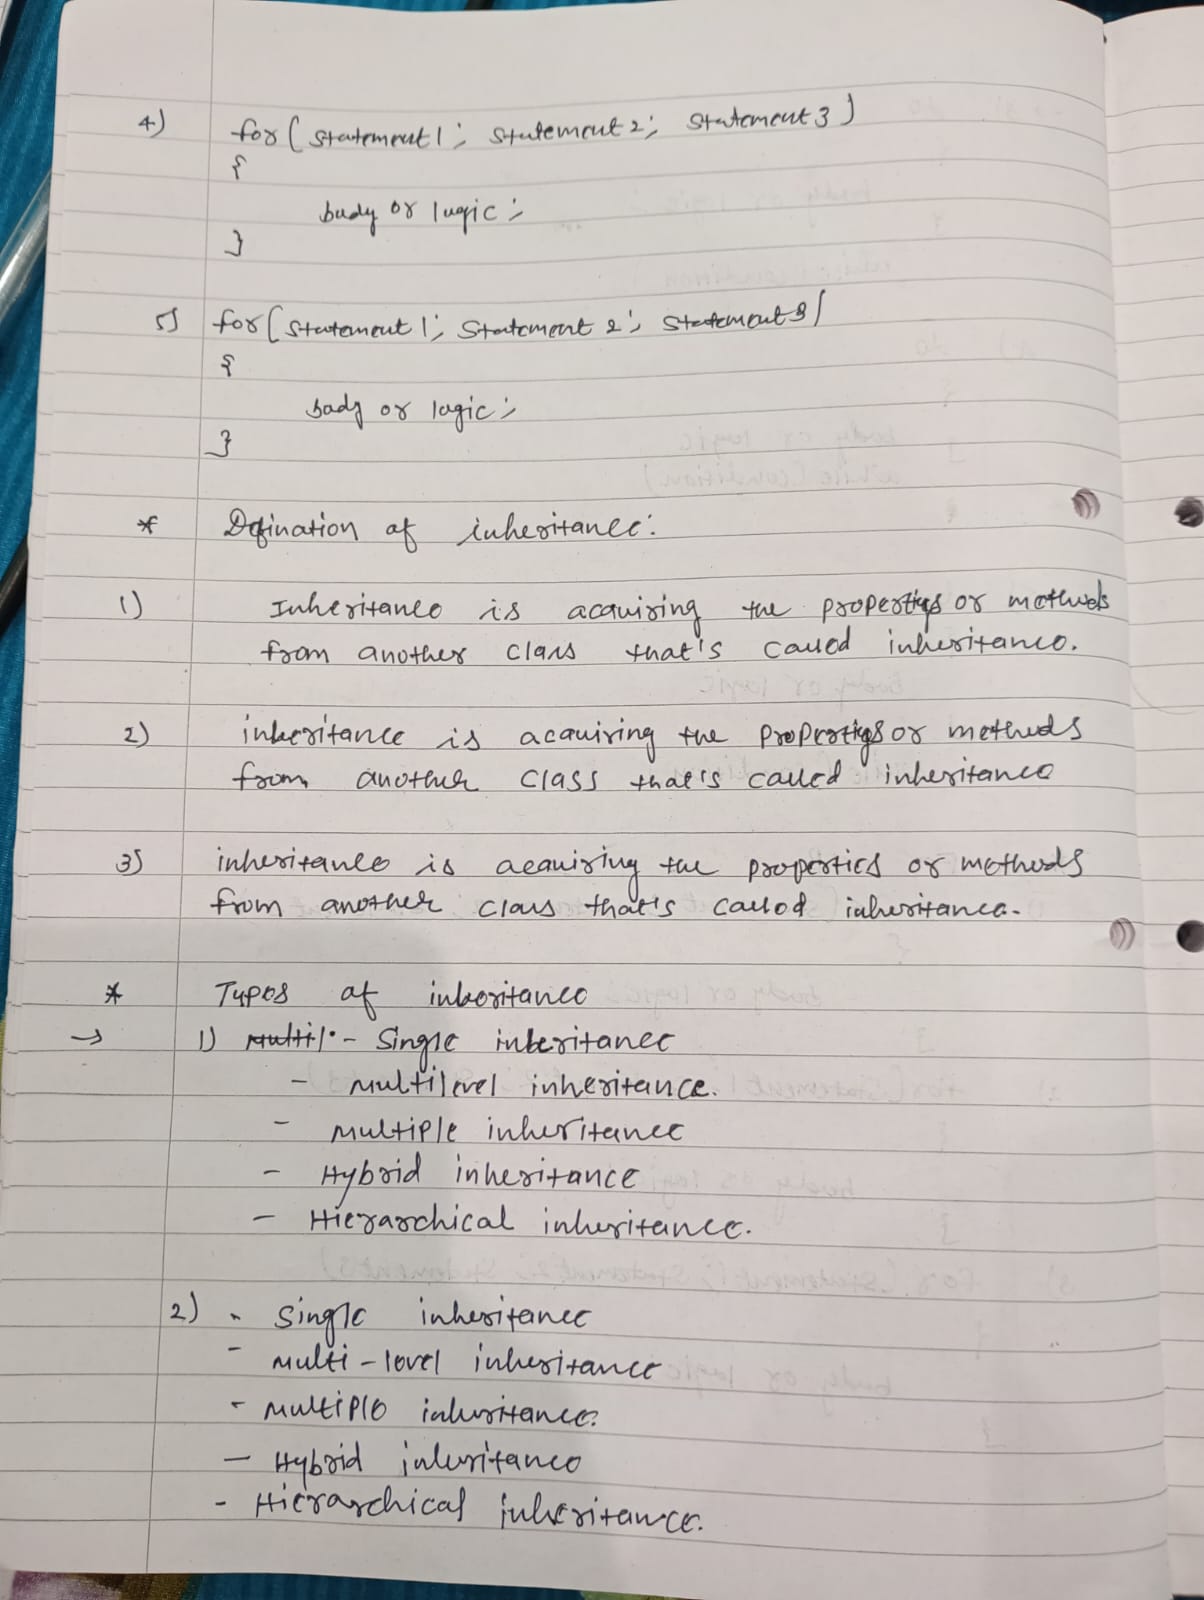 4) for ( Statement 1 ; Statement 2 ; Statement 3 )
{
body or logic ;
}
5) for ( Statement 1 ; Statement 2 ; Statement 3 )
{
body or logic ;
}
* Defination of inheritance :
1) Inheritance is acquiring the properties or methods
from another class that's called inheritance.
2) inheritance is acquiring the properties or methods
from another class that's called inheritance
3) inheritance is acquiring the properties or methods
from another class that's called inheritance.
* Types of inheritance
→ 1) Multi - Single inheritance
- Multilevel inheritance.
- Multiple inheritance
- Hybrid inheritance
- Hierarchical inheritance.
2) - Single inheritance
- Multi - level inheritance
- Multiple inheritance.
- Hybrid inheritance
- Hierarchical inheritance.